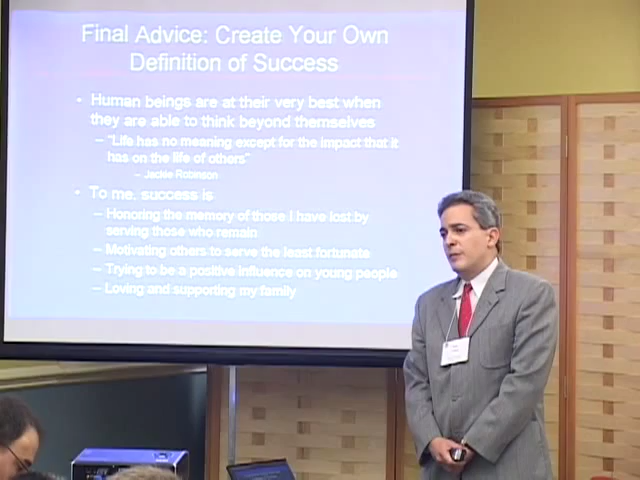 Final Advice: Create Your Own
Definition of Success
• Human beings are at their very best when
they are able to think beyond themselves
– "Life has no meaning except for the impact that it
has on the life of others"
– Jackie Robinson
• To me, success is
– Honoring the memory of those I have lost by
serving those who remain
– Motivating others to serve the least fortunate
– Trying to be a positive influence on young people
– Loving and supporting my family